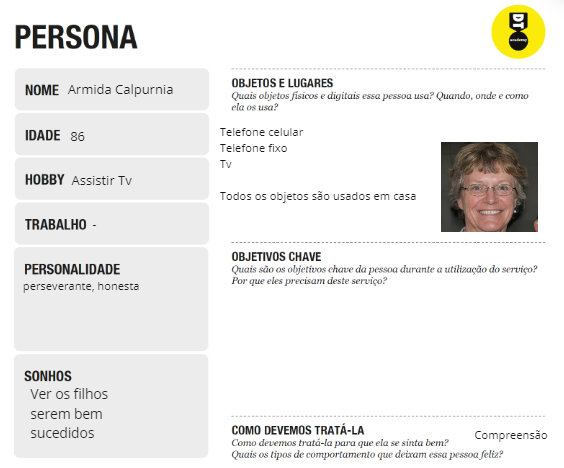 PERSONA
DT
academy
NOME Armida Calpurnia
IDADE 86
HOBBY Assistir Tv
TRABALHO -
PERSONALIDADE
perseverante, honesta
SONHOS
Ver os filhos
serem bem
sucedidos
OBJETOS E LUGARES
Quais objetos físicos e digitais essa pessoa usa? Quando, onde e como
ela os usa?
Telefone celular
Telefone fixo
Tv
Todos os objetos são usados em casa
OBJETIVOS CHAVE
Quais são os objetivos chave da pessoa durante a utilização do serviço?
Por que eles precisam deste serviço?
COMO DEVEMOS TRATÁ-LA
Como devemos tratá-la para que ela se sinta bem?
Quais os tipos de comportamento que deixam essa pessoa feliz?
Compreensão